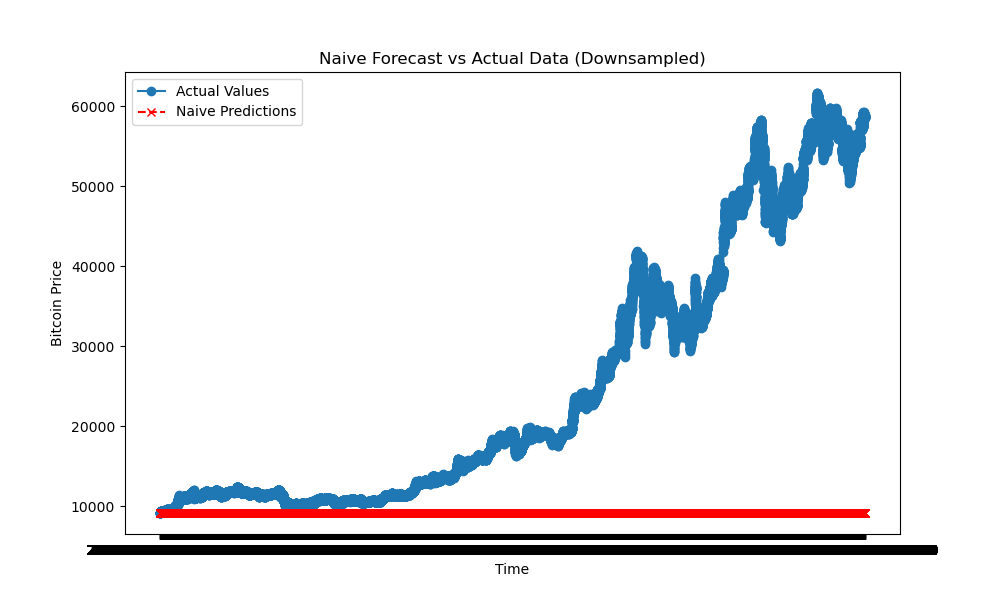 Naive Forecast vs Actual Data (Downsampled)
Actual Values
Naive Predictions
60000
50000
40000
30000
20000
10000
Bitcoin Price
Time